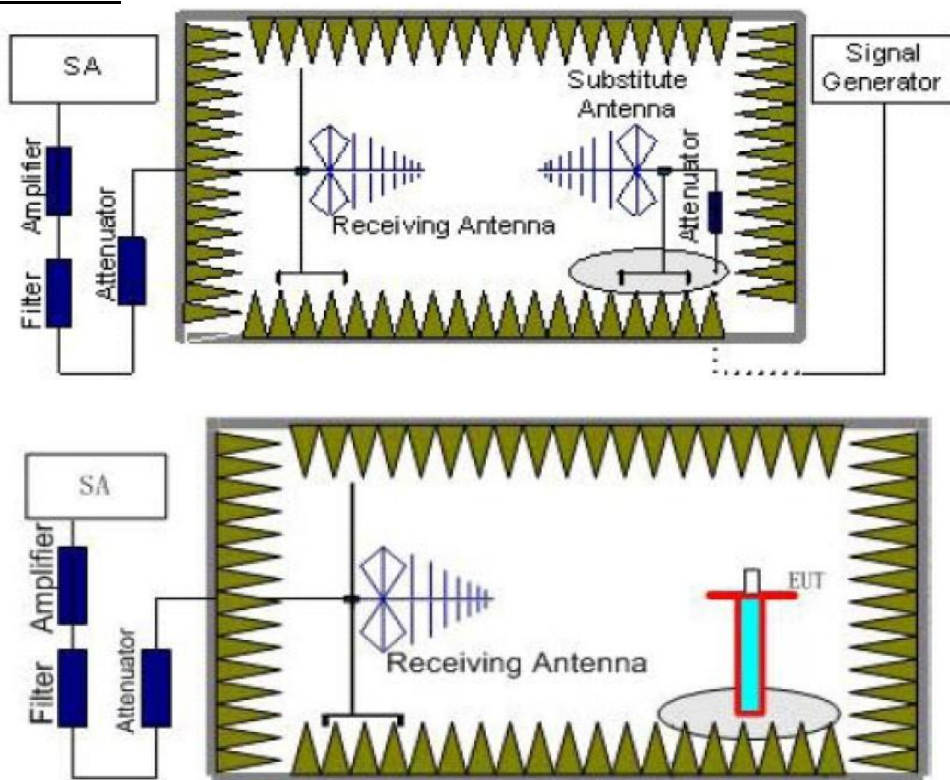 SA
Signal
Generator
Substitute
Antenna
Amplifier
Attenuator
Filter
Receiving Antenna
Attenuator
SA
Amplifier
EUT
Filter
Attenuator
Receiving Antenna